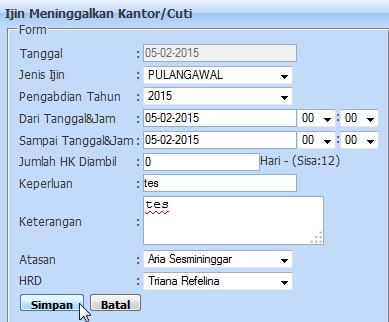 Ijin Meninggalkan Kantor/Cuti
Form
Tanggal : 05-02-2015
Jenis Ijin : PULANGAWAL
Pengabdian Tahun : 2015
Dari Tanggal&Jam : 05-02-2015 00 : 00
Sampai Tanggal&Jam : 05-02-2015 00 : 00
Jumlah HK Diambil : 0 Hari - (Sisa:12)
Keperluan : tes
Keterangan : tes
Atasan : Aria Sesmininggar
HRD : Triana Refelina
Simpan Batal